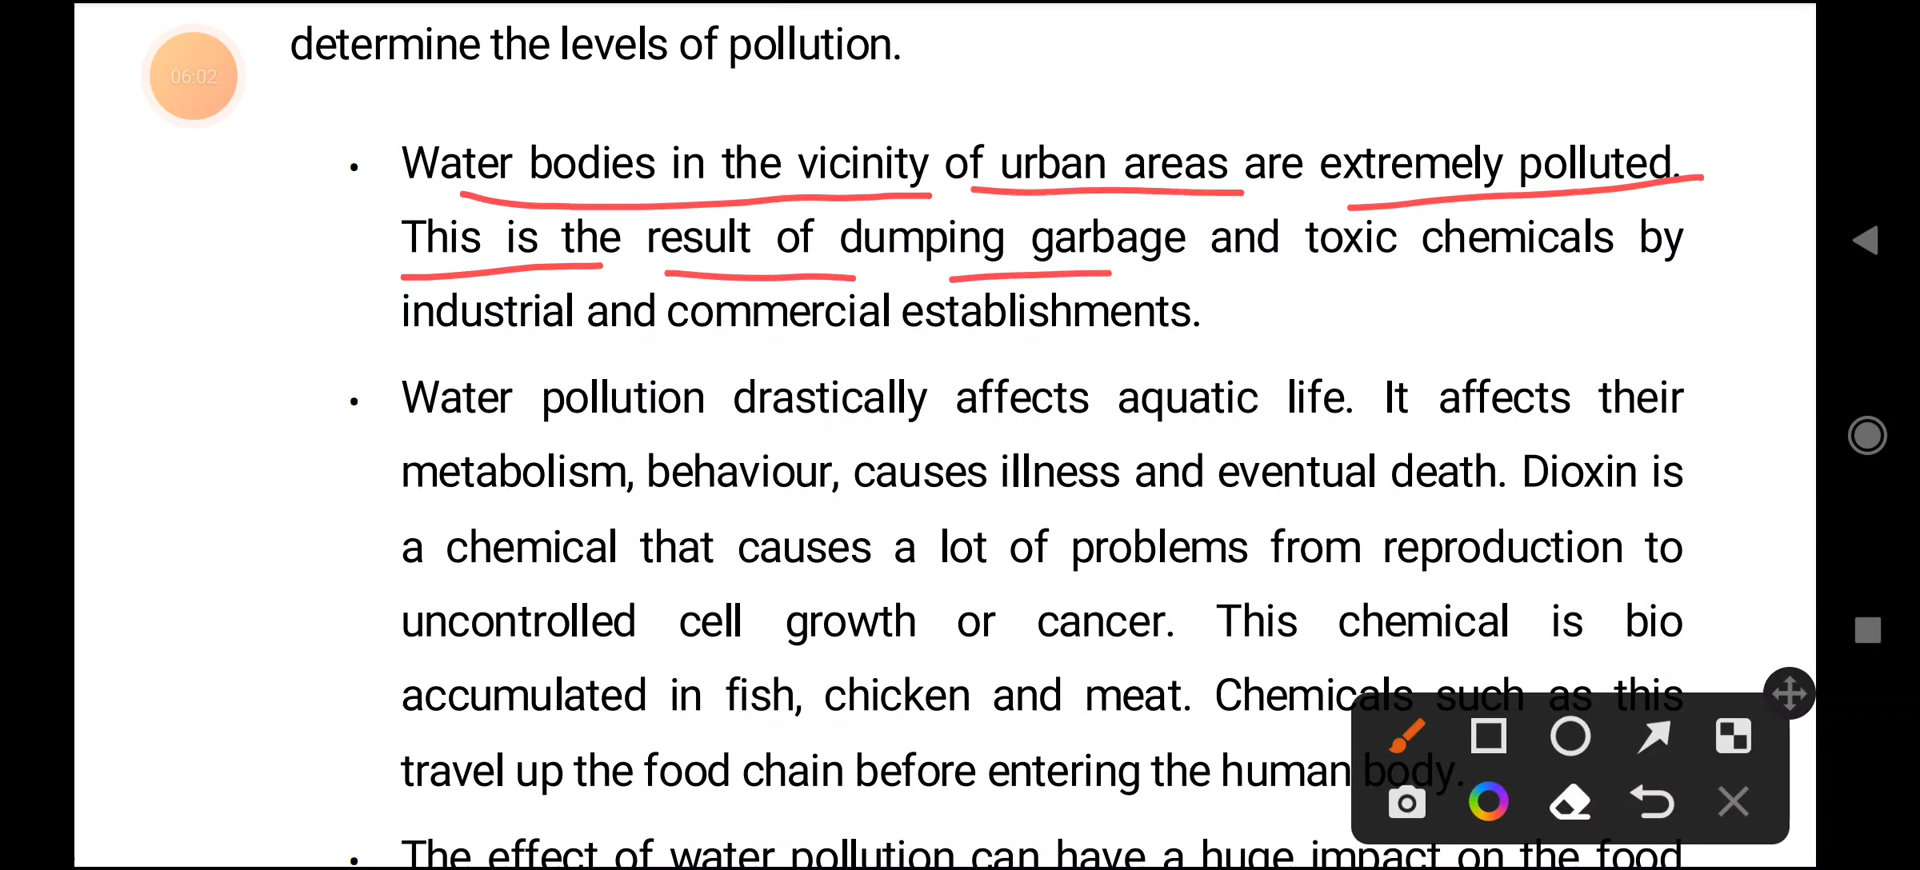 determine the levels of pollution.
06:02
• Water bodies in the vicinity of urban areas are extremely polluted.
This is the result of dumping garbage and toxic chemicals by
industrial and commercial establishments.
• Water pollution drastically affects aquatic life. It affects their
metabolism, behaviour, causes illness and eventual death. Dioxin is
a chemical that causes a lot of problems from reproduction to
uncontrolled cell growth or cancer. This chemical is bio
accumulated in fish, chicken and meat. Chemicals such as this
travel up the food chain before entering the human body.
• The effect of water pollution can have a huge impact on the food